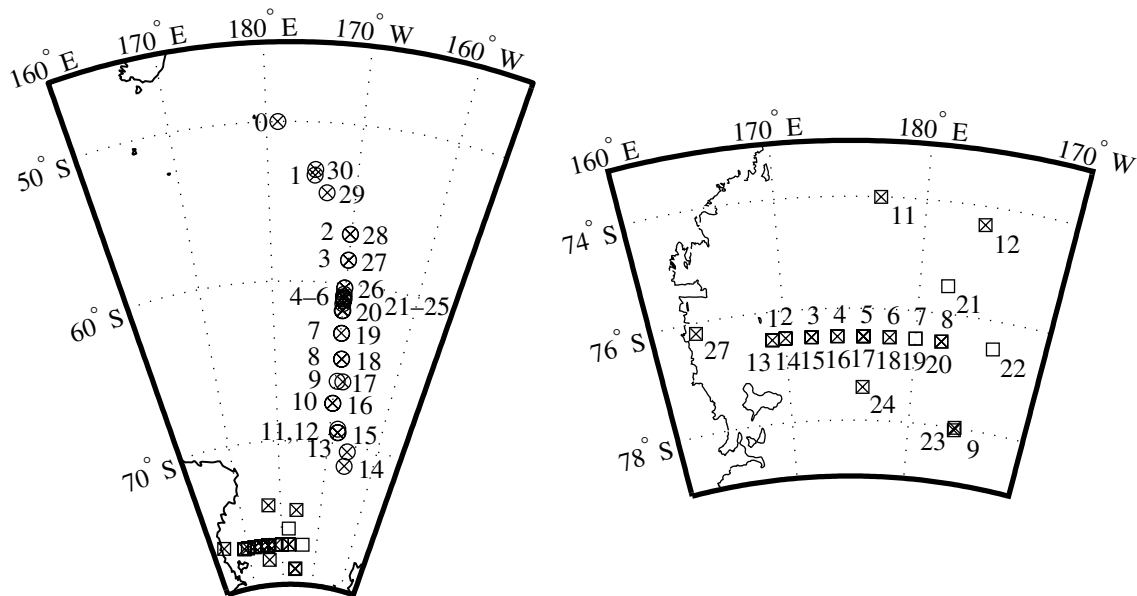 160° E
170° E
180° E
170° W
160° W
50° S
60° S
70° S
0
1
30
29
2
28
3
27
26
4–6
21–25
20
7
19
8
18
9
17
10
16
11,12
15
13
14
160° E
170° E
180° E
170° W
74° S
76° S
78° S
11
12
21
1 2 3 4 5 6 7 8
27
13 14 15 16 17 18 19 20
22
24
23
9